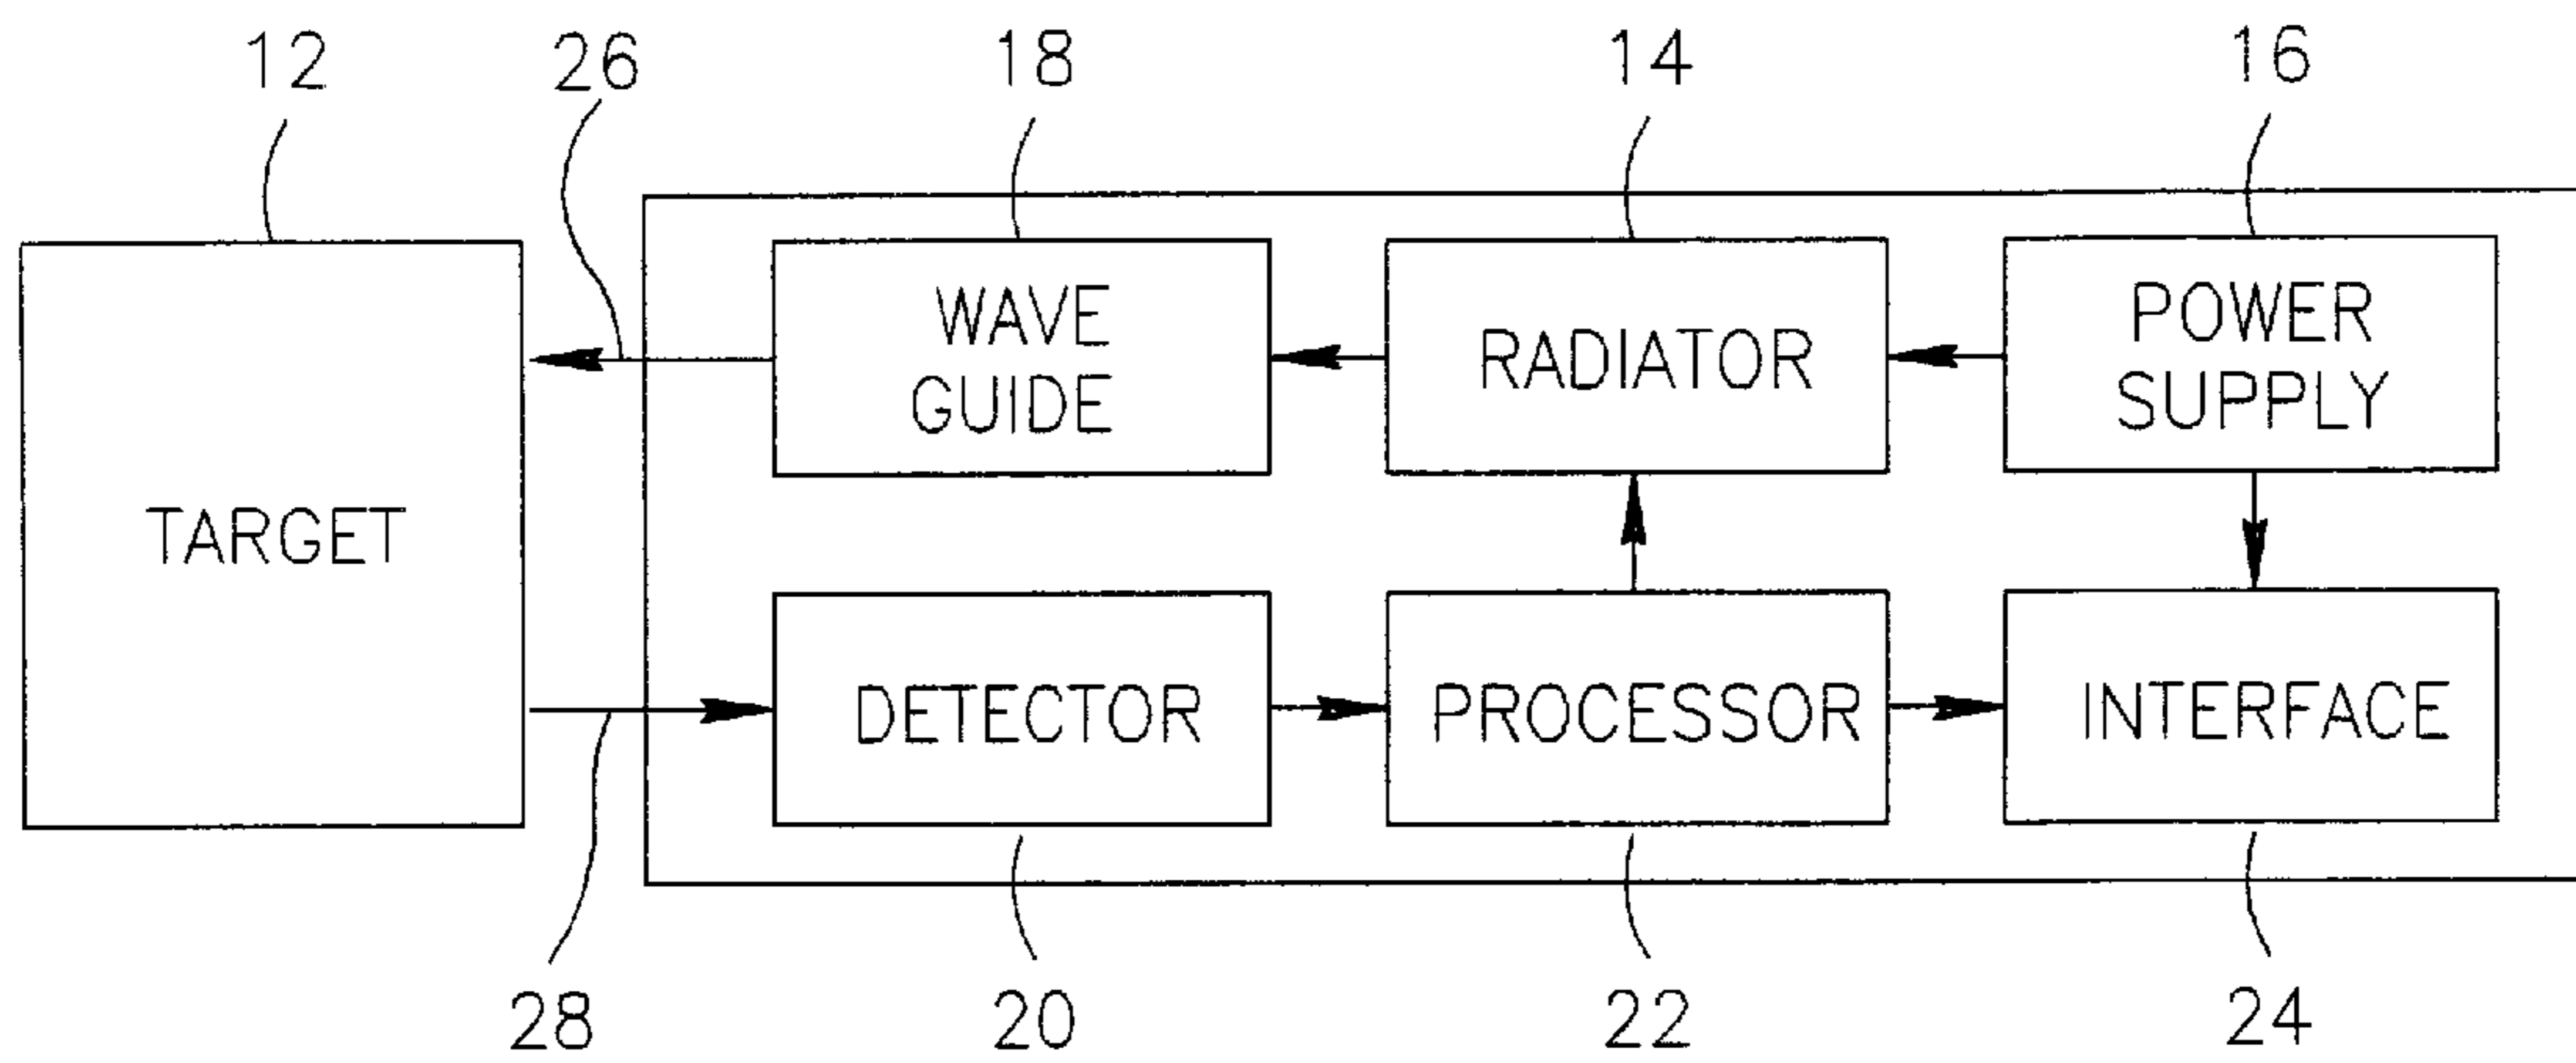 12
26
18
14
16
WAVE
GUIDE
RADIATOR
POWER
SUPPLY
TARGET
DETECTOR
PROCESSOR
INTERFACE
28
20
22
24